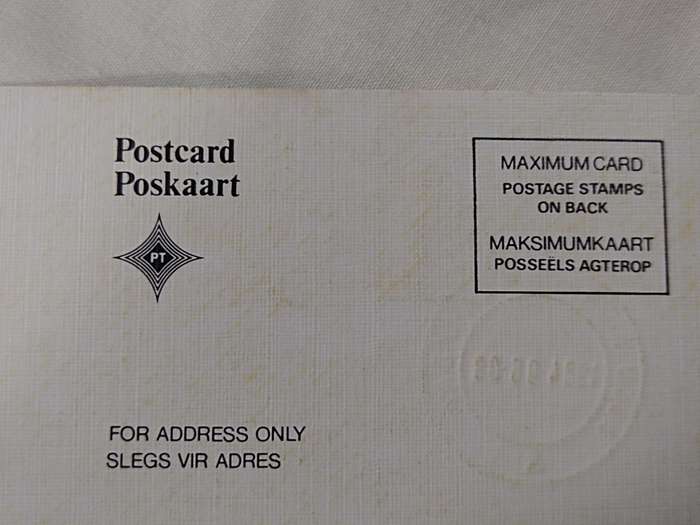 Postcard
Poskaart
PT
MAXIMUM CARD
POSTAGE STAMPS
ON BACK
MAKSIMUMKAART
POSSEËLS AGTEROP
FOR ADDRESS ONLY
SLEGS VIR ADRES